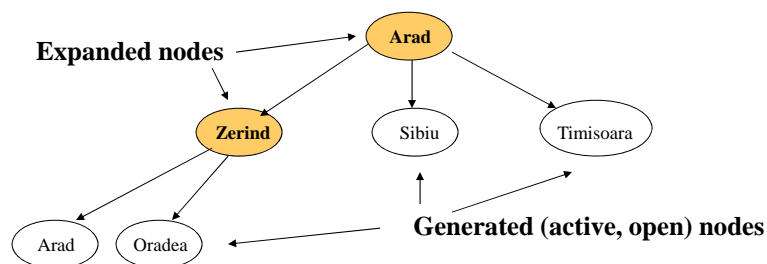 Arad
Expanded nodes
Zerind
Sibiu
Timisoara
Generated (active, open) nodes
Arad
Oradea